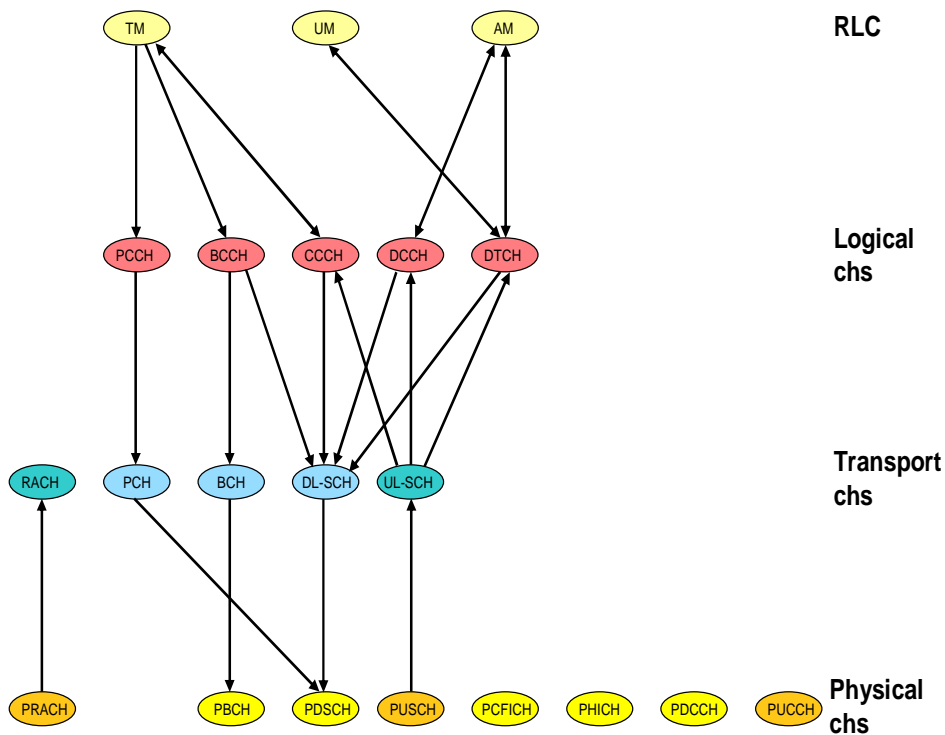 TM UM AM RLC
PCCH BCCH CCCH DCCH DTCH Logical
chs
RACH PCH BCH DL-SCH UL-SCH Transport
chs
PRACH PBCH PDSCH PUSCH PCFICH PHICH PDCCH PUCCH Physical
chs